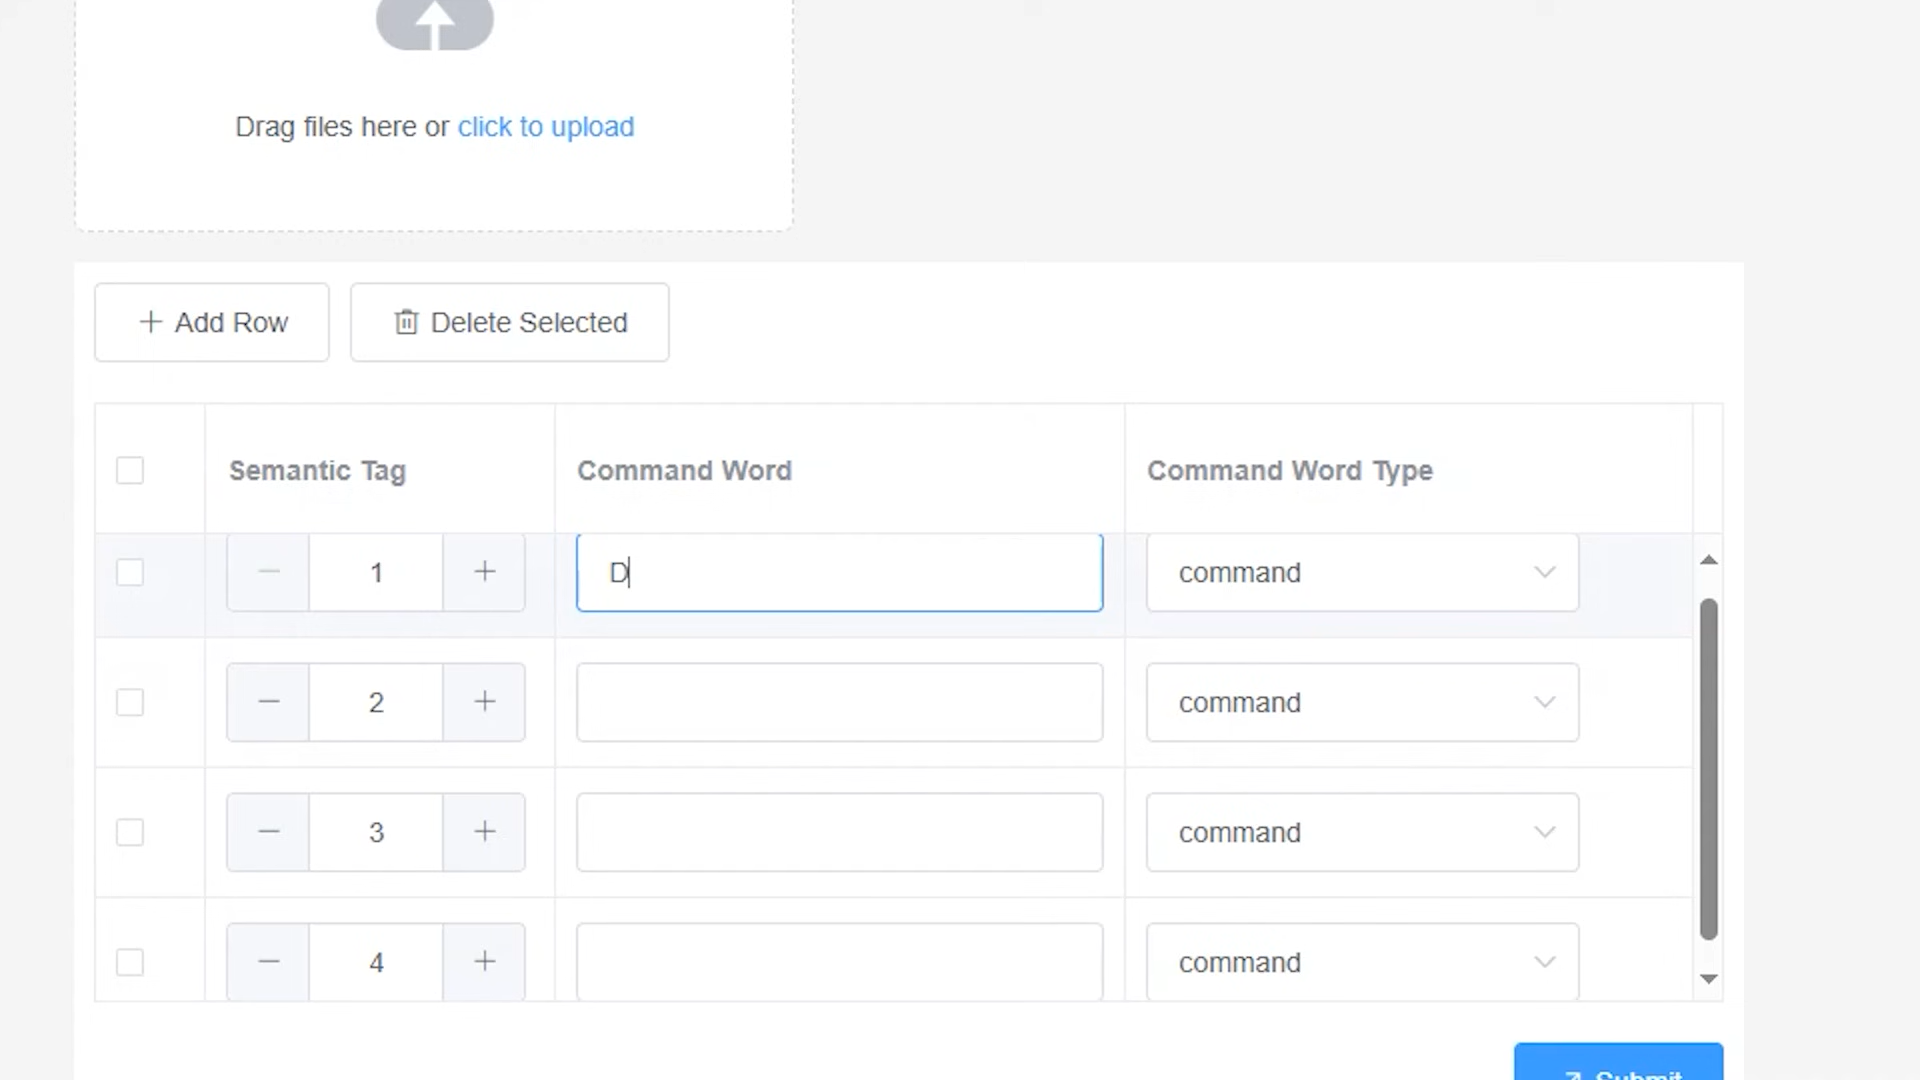 Drag files here or click to upload
+ Add Row
Delete Selected
Semantic Tag Command Word Command Word Type
− 1 + D command
− 2 + command
− 3 + command
− 4 + command
Submit